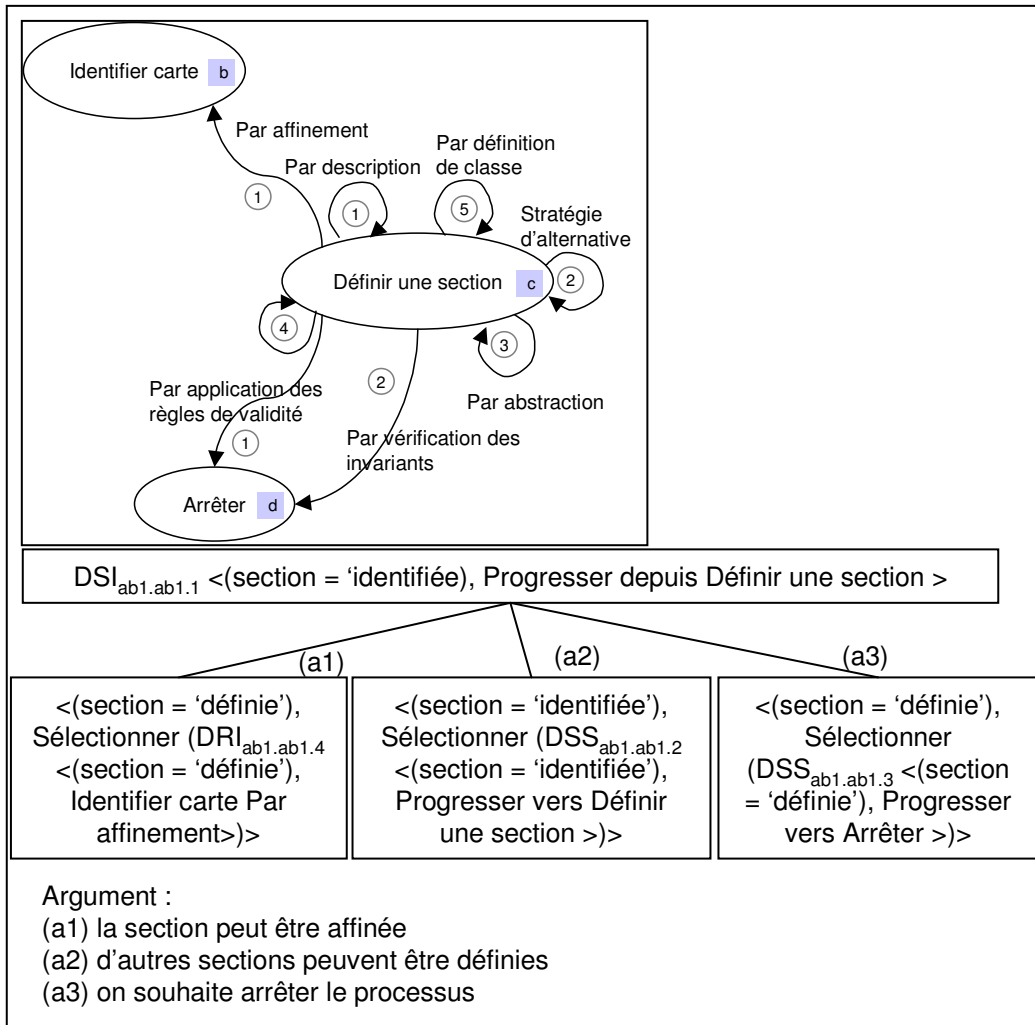 Identifier carte b
Par affinement
Par description
Par définition
de classe
1
1
5
Stratégie
d'alternative
Définir une section c
2
4
3
Par application des
règles de validité
2
Par abstraction
1
Par vérification des
invariants
Arrêter d
DSIab1.ab1.1 <(section = ‘identifiée), Progresser depuis Définir une section >
(a1)
(a2)
(a3)
<(section = ‘définie’),
Sélectionner (DRIab1.ab1.4
<(section = ‘définie’),
Identifier carte Par
affinement>)>
<(section = ‘identifiée’),
Sélectionner (DSSab1.ab1.2
<(section = ‘identifiée’),
Progresser vers Définir
une section >)>
<(section = ‘définie’),
Sélectionner
(DSSab1.ab1.3 <(section
= ‘définie’), Progresser
vers Arrêter >)>
Argument :
(a1) la section peut être affinée
(a2) d'autres sections peuvent être définies
(a3) on souhaite arrêter le processus